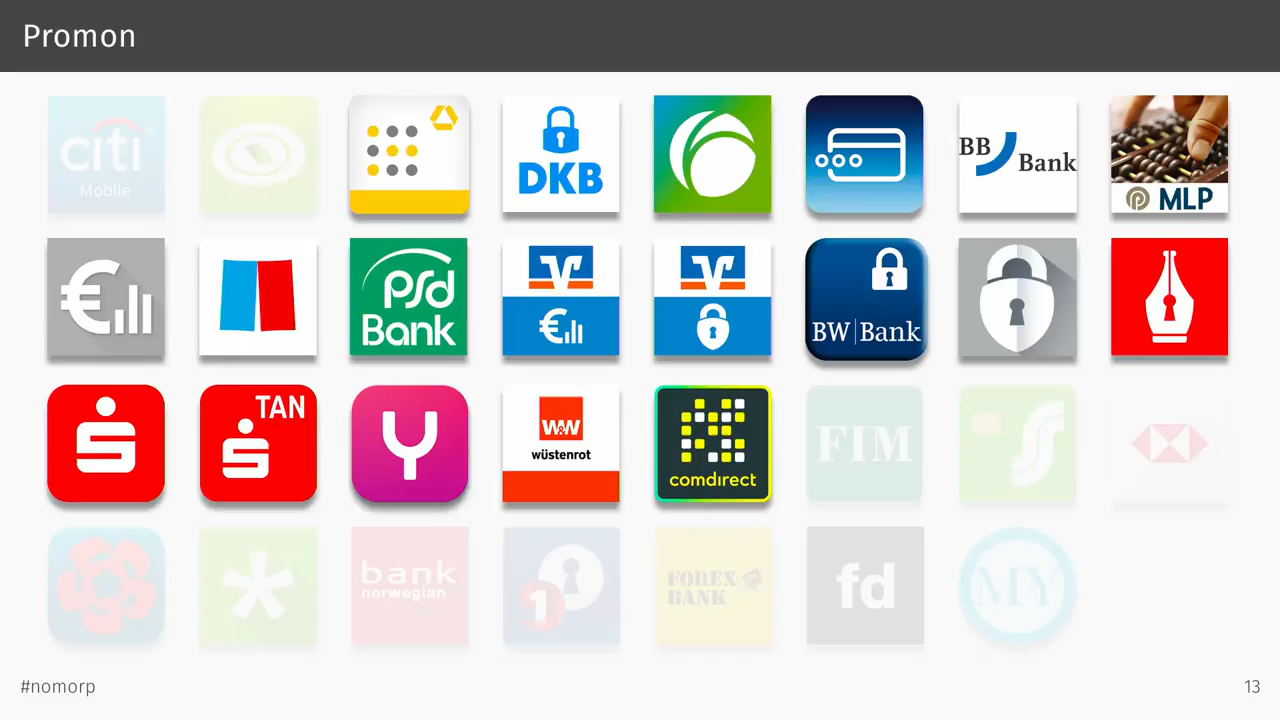 Promon
citi
Mobile
DKB
BB Bank
MLP
psd
Bank
BW|Bank
TAN
W&W
wüstenrot
comdirect
FIM
bank
norwegian
1
FOREX
BANK
fd
MY
#nomorp
13